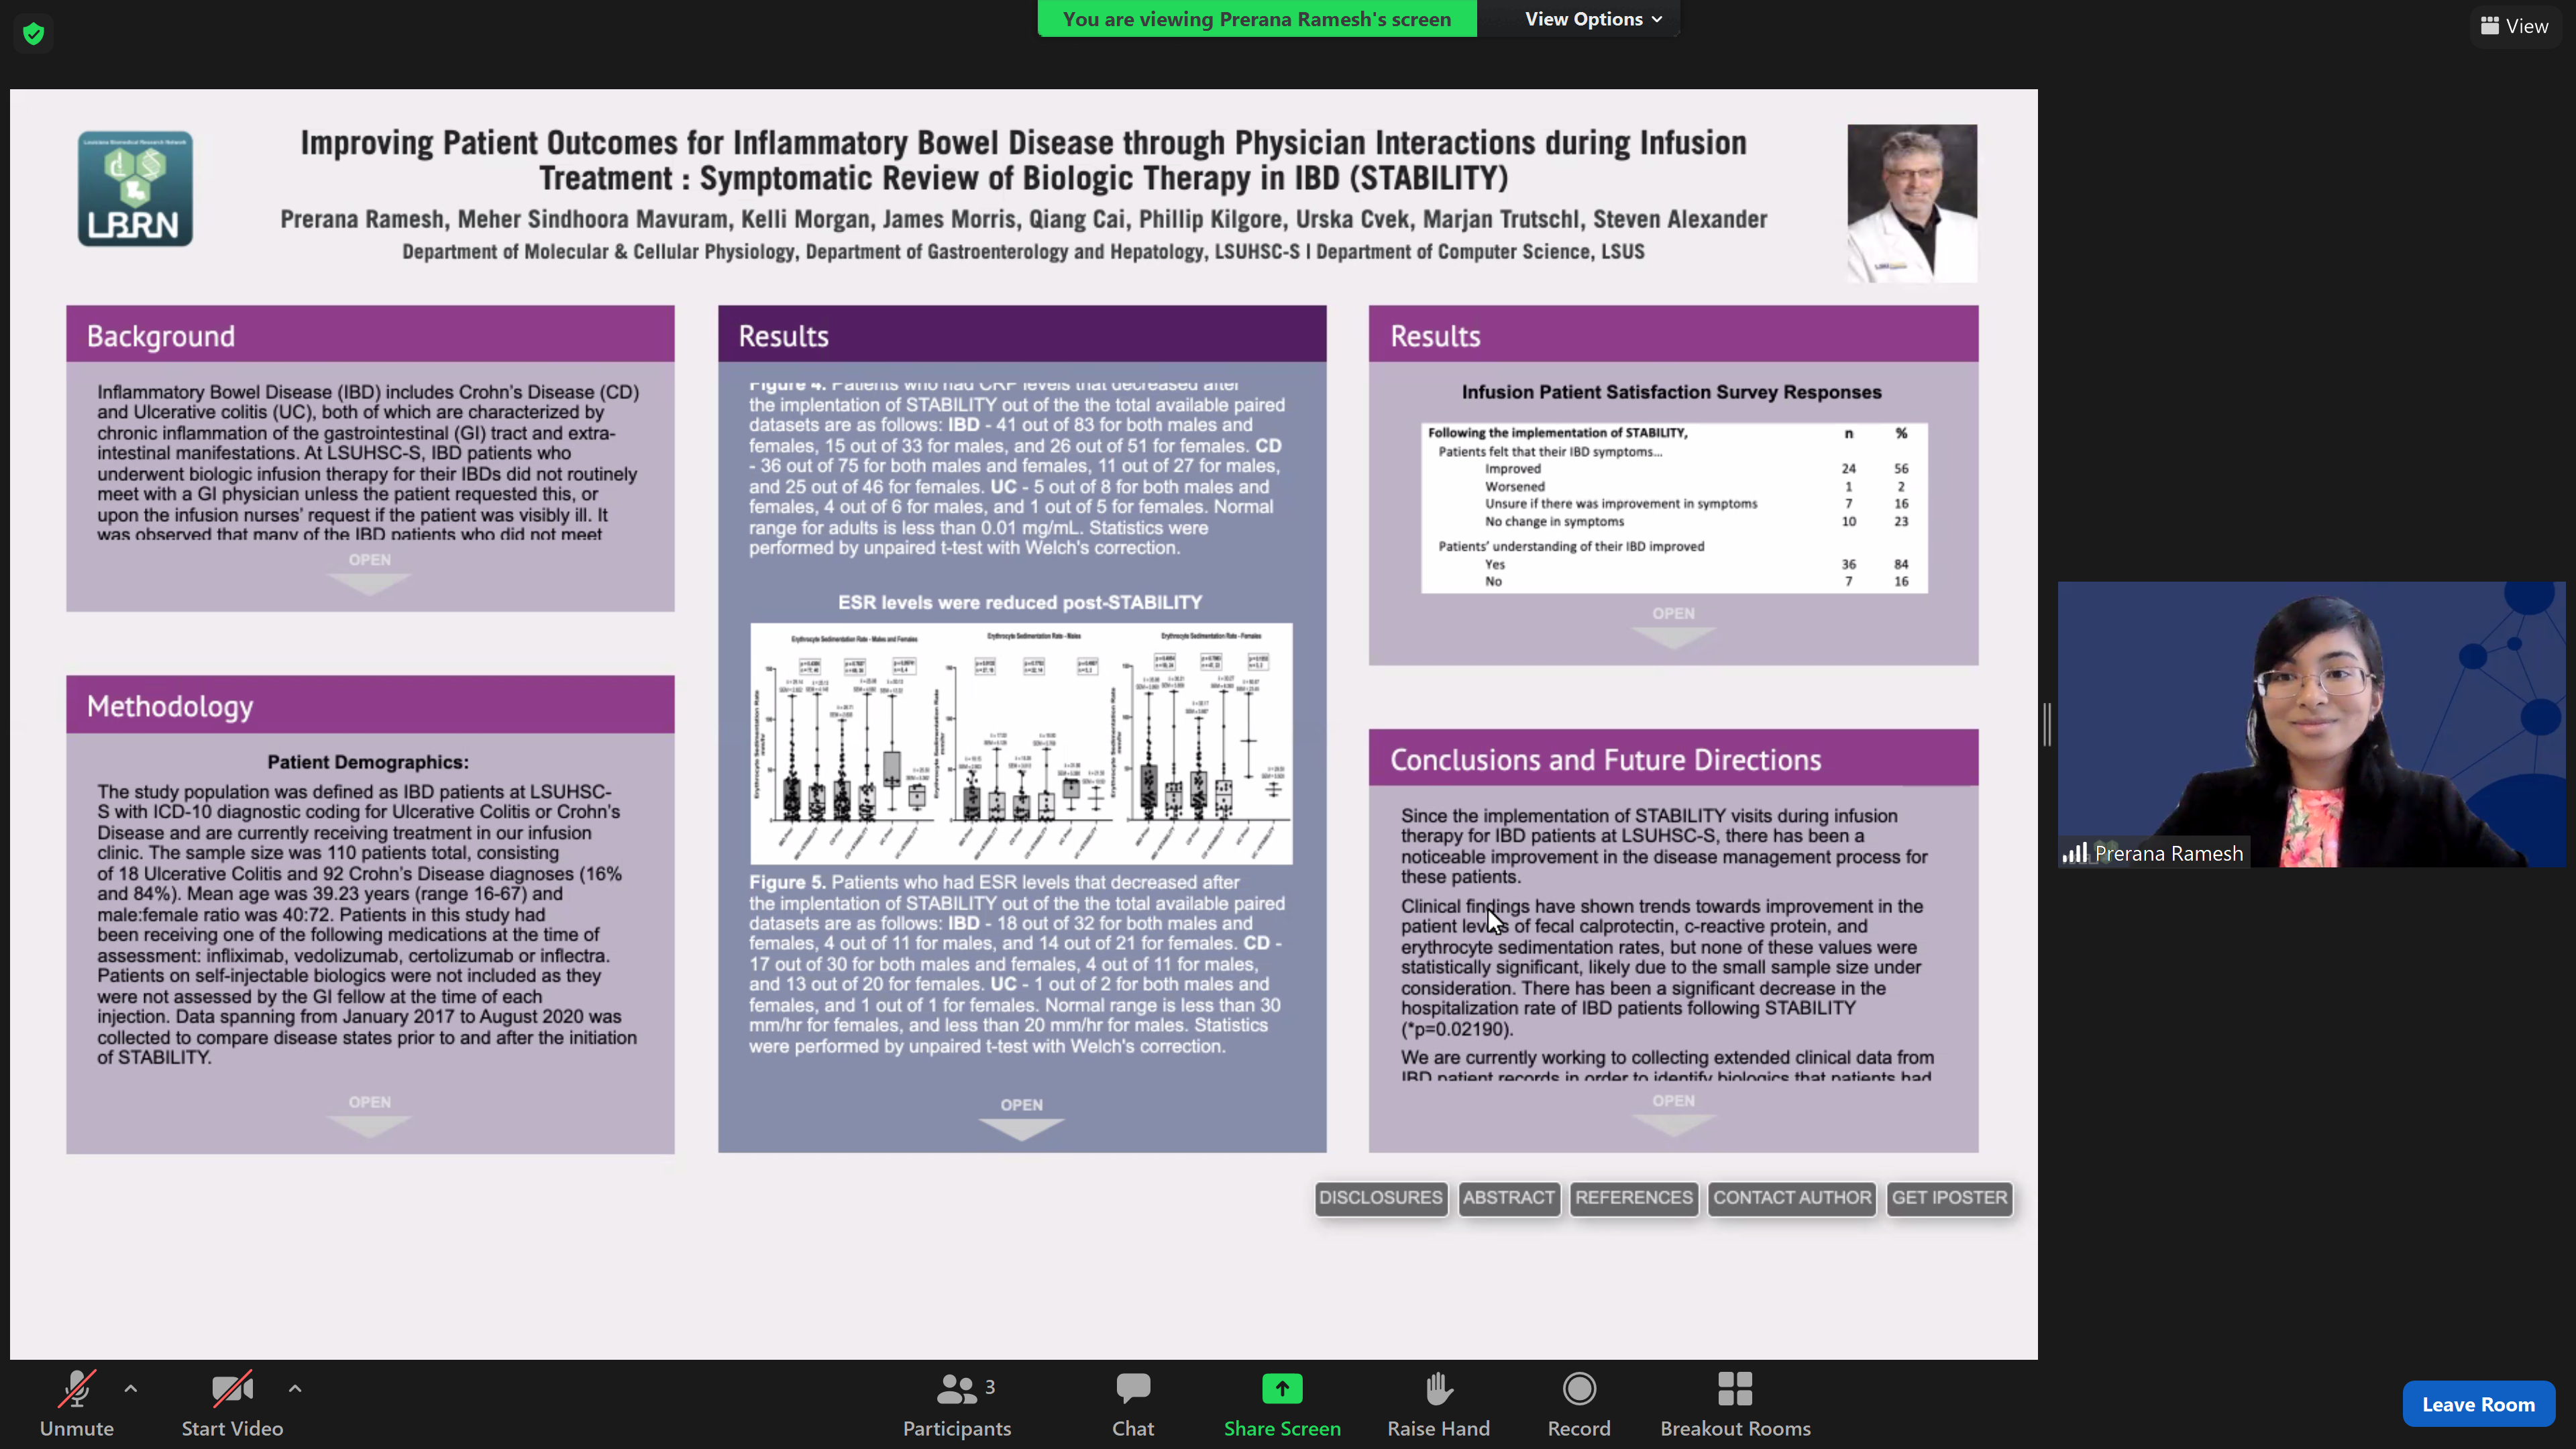 You are viewing Prerana Ramesh's screen
View Options
View
Louisiana Biomedical Research Network
LBRN
Improving Patient Outcomes for Inflammatory Bowel Disease through Physician Interactions during Infusion
Treatment : Symptomatic Review of Biologic Therapy in IBD (STABILITY)
Prerana Ramesh, Meher Sindhoora Mavuram, Kelli Morgan, James Morris, Qiang Cai, Phillip Kilgore, Urska Cvek, Marjan Trutschl, Steven Alexander
Department of Molecular & Cellular Physiology, Department of Gastroenterology and Hepatology, LSUHSC-S I Department of Computer Science, LSUS
Background
Inflammatory Bowel Disease (IBD) includes Crohn's Disease (CD)
and Ulcerative colitis (UC), both of which are characterized by
chronic inflammation of the gastrointestinal (GI) tract and extra-
intestinal manifestations. At LSUHSC-S, IBD patients who
underwent biologic infusion therapy for their IBDs did not routinely
meet with a GI physician unless the patient requested this, or
upon the infusion nurses' request if the patient was visibly ill. It
was observed that many of the IBD patients who did not meet
OPEN
Methodology
Patient Demographics:
The study population was defined as IBD patients at LSUHSC-
S with ICD-10 diagnostic coding for Ulcerative Colitis or Crohn's
Disease and are currently receiving treatment in our infusion
clinic. The sample size was 110 patients total, consisting
of 18 Ulcerative Colitis and 92 Crohn's Disease diagnoses (16%
and 84%). Mean age was 39.23 years (range 16-67) and
male:female ratio was 40:72. Patients in this study had
been receiving one of the following medications at the time of
assessment: infliximab, vedolizumab, certolizumab or inflectra.
Patients on self-injectable biologics were not included as they
were not assessed by the GI fellow at the time of each
injection. Data spanning from January 2017 to August 2020 was
collected to compare disease states prior to and after the initiation
of STABILITY.
OPEN
Results
Figure 4. Patients who had CRP levels that decreased after
the implentation of STABILITY out of the the total available paired
datasets are as follows: IBD - 41 out of 83 for both males and
females, 15 out of 33 for males, and 26 out of 51 for females. CD
- 36 out of 75 for both males and females, 11 out of 27 for males,
and 25 out of 46 for females. UC - 5 out of 8 for both males and
females, 4 out of 6 for males, and 1 out of 5 for females. Normal
range for adults is less than 0.01 mg/mL. Statistics were
performed by unpaired t-test with Welch's correction.
ESR levels were reduced post-STABILITY
Erythrocyte Sedimentation Rate - Males and Females
Erythrocyte Sedimentation Rate - Males
Erythrocyte Sedimentation Rate - Females
Figure 5. Patients who had ESR levels that decreased after
the implentation of STABILITY out of the the total available paired
datasets are as follows: IBD - 18 out of 32 for both males and
females, 4 out of 11 for males, and 14 out of 21 for females. CD -
17 out of 30 for both males and females, 4 out of 11 for males,
and 13 out of 20 for females. UC - 1 out of 2 for both males and
females, and 1 out of 1 for females. Normal range is less than 30
mm/hr for females, and less than 20 mm/hr for males. Statistics
were performed by unpaired t-test with Welch's correction.
OPEN
Results
Infusion Patient Satisfaction Survey Responses
Following the implementation of STABILITY, n %
Patients felt that their IBD symptoms...
Improved 24 56
Worsened 1 2
Unsure if there was improvement in symptoms 7 16
No change in symptoms 10 23
Patients' understanding of their IBD improved
Yes 36 84
No 7 16
OPEN
Conclusions and Future Directions
Since the implementation of STABILITY visits during infusion
therapy for IBD patients at LSUHSC-S, there has been a
noticeable improvement in the disease management process for
these patients.
Clinical findings have shown trends towards improvement in the
patient levels of fecal calprotectin, c-reactive protein, and
erythrocyte sedimentation rates, but none of these values were
statistically significant, likely due to the small sample size under
consideration. There has been a significant decrease in the
hospitalization rate of IBD patients following STABILITY
(*p=0.02190).
We are currently working to collecting extended clinical data from
IBD patient records in order to identify biologics that patients had
OPEN
DISCLOSURES ABSTRACT REFERENCES CONTACT AUTHOR GET IPOSTER
Prerana Ramesh
Unmute
Start Video
3
Participants
Chat
Share Screen
Raise Hand
Record
Breakout Rooms
Leave Room